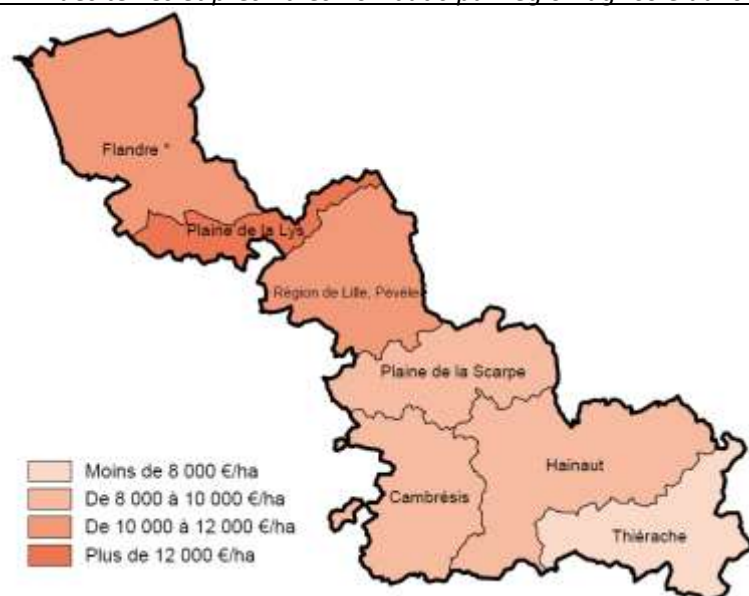 Flandre *
Plaine de la Lys
Région de Lille, Pévèle
Plaine de la Scarpe
Hainaut
Cambrésis
Thiérache
Moins de 8 000 €/ha
De 8 000 à 10 000 €/ha
De 10 000 à 12 000 €/ha
Plus de 12 000 €/ha